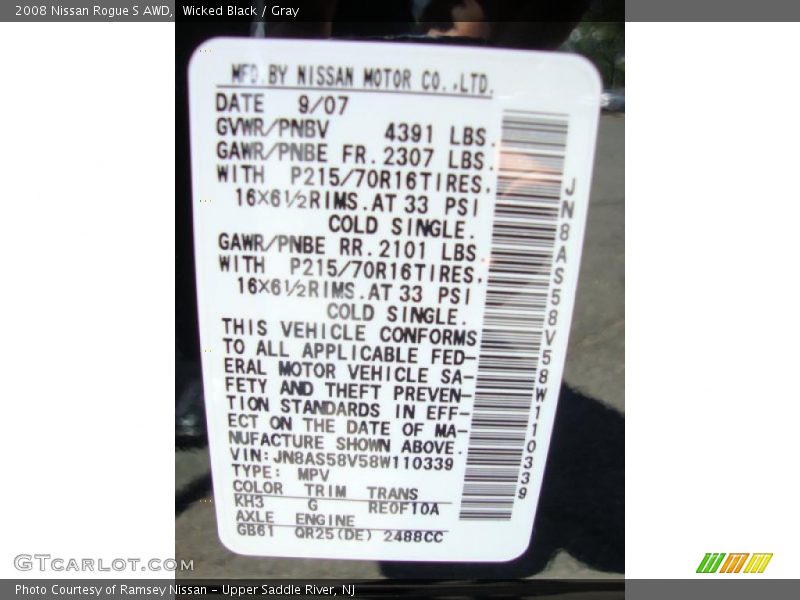 2008 Nissan Rogue S AWD, Wicked Black / Gray
MFD.BY NISSAN MOTOR CO.,LTD.
DATE 9/07
GVWR/PNBV 4391 LBS.
GAWR/PNBE FR.2307 LBS.
WITH P215/70R16TIRES,
16X6½RIMS.AT 33 PSI
COLD SINGLE.
GAWR/PNBE RR.2101 LBS.
WITH P215/70R16TIRES,
16X6½RIMS.AT 33 PSI
COLD SINGLE.
THIS VEHICLE CONFORMS
TO ALL APPLICABLE FED-
ERAL MOTOR VEHICLE SA-
FETY AND THEFT PREVEN-
TION STANDARDS IN EFF-
ECT ON THE DATE OF MA-
NUFACTURE SHOWN ABOVE.
VIN:JN8AS58V58W110339
TYPE: MPV
COLOR TRIM TRANS
KH3 G RE0F10A
AXLE ENGINE
GB61 QR25(DE) 2488CC
JN8AS58V58W110339
GTCarLot.com
Photo Courtesy of Ramsey Nissan - Upper Saddle River, NJ